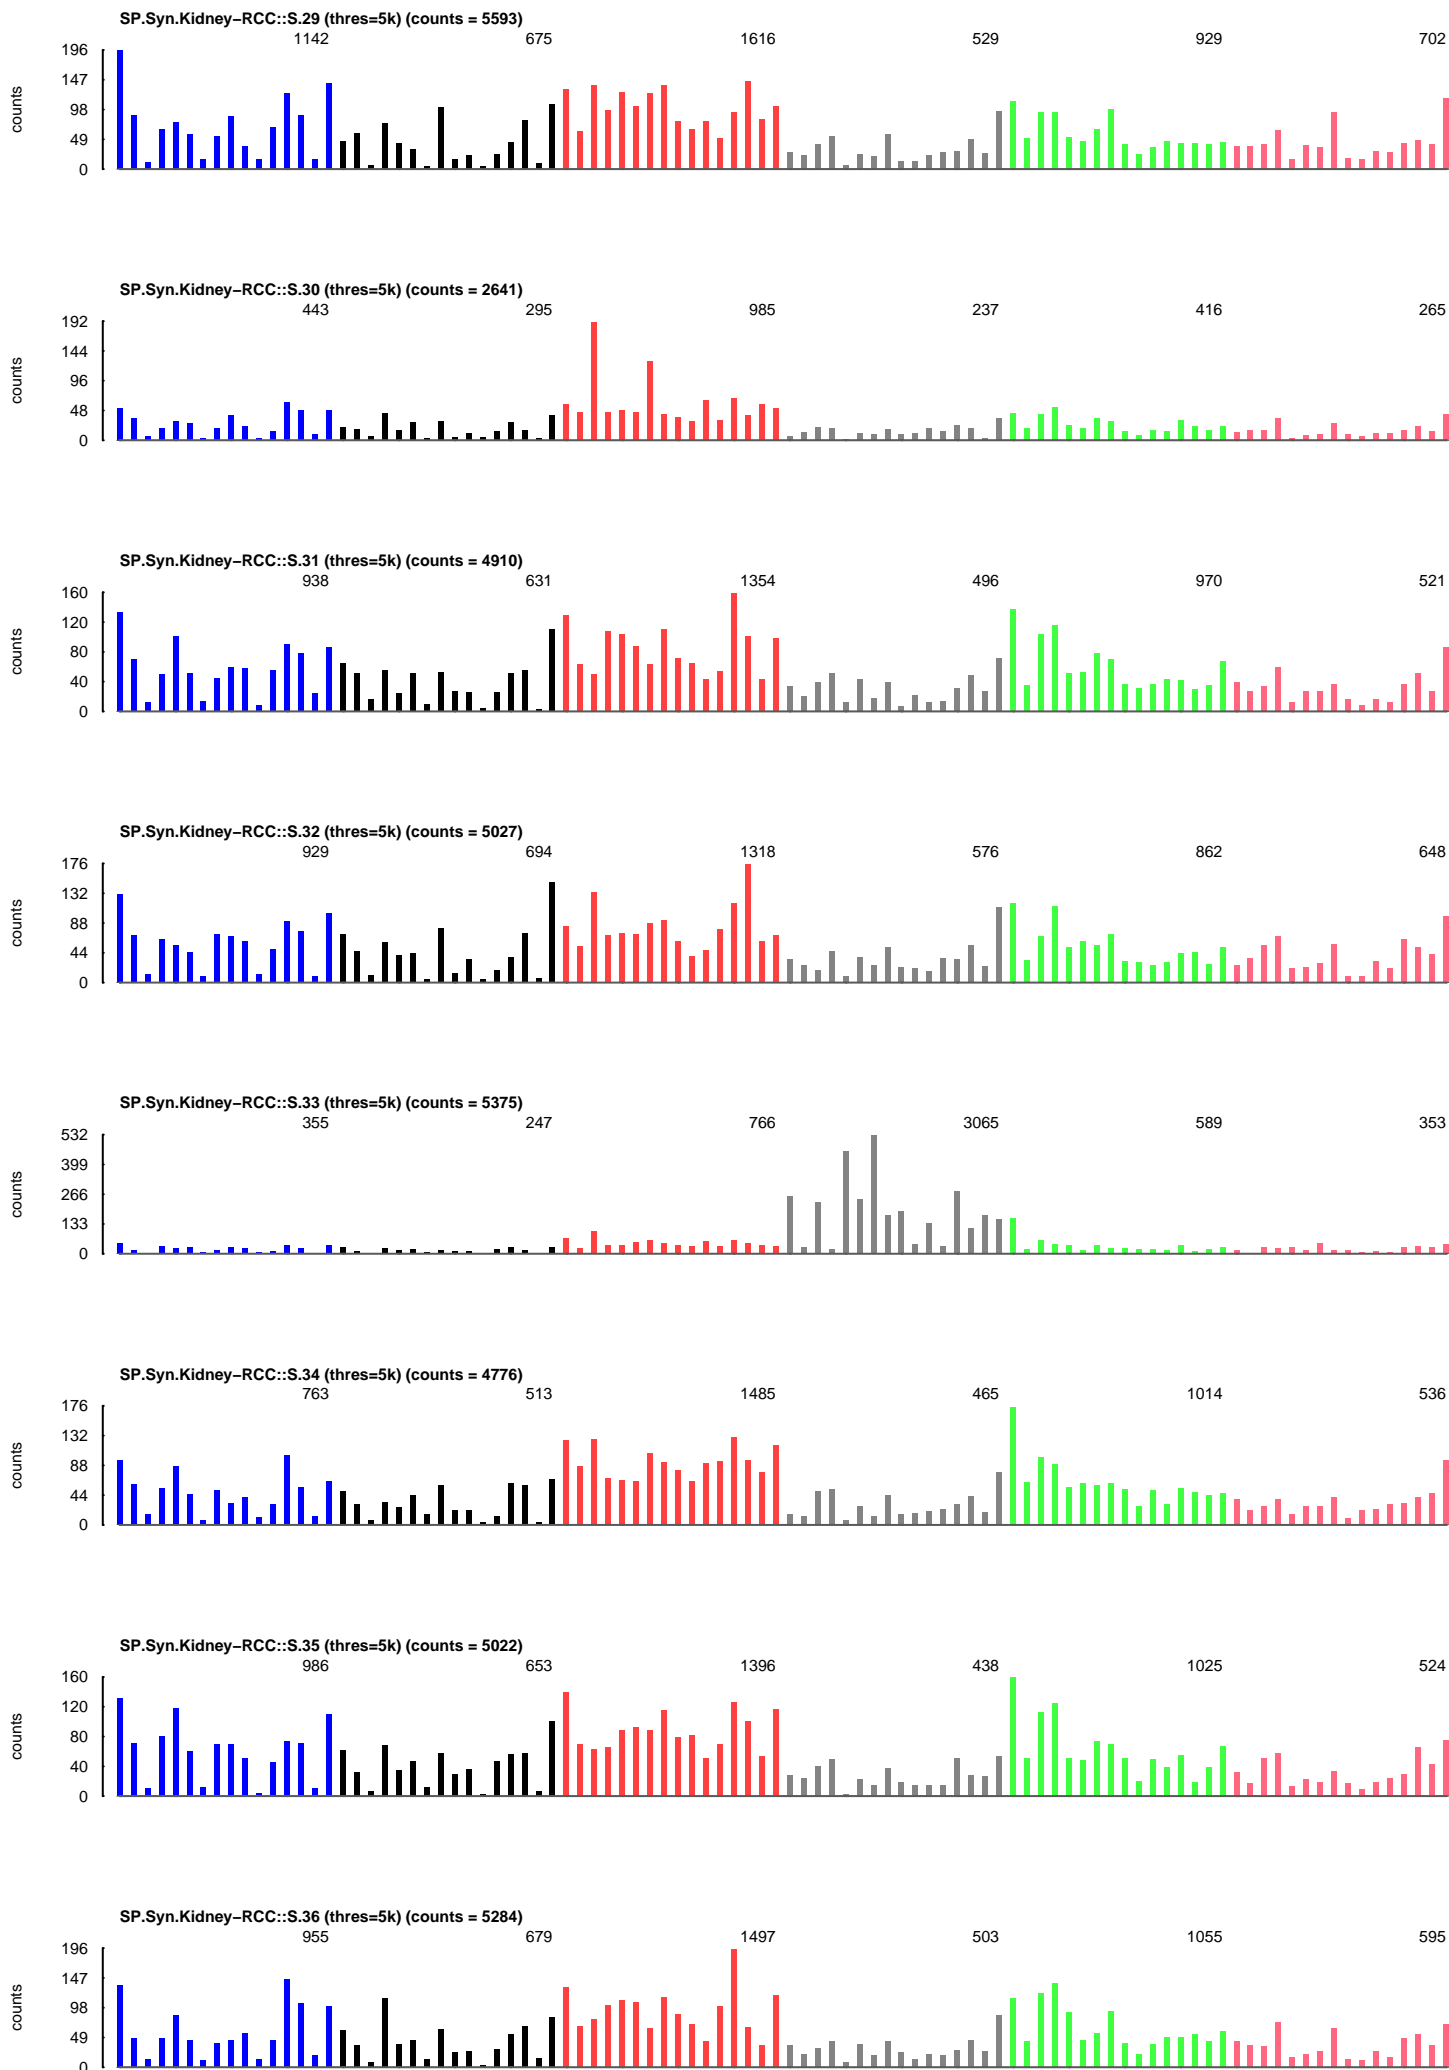 SP.Syn.Kidney−RCC::S.29 (thres=5k) (counts = 5593)
1142 675 1616 529 929 702
196
147
98
49
0
counts
SP.Syn.Kidney−RCC::S.30 (thres=5k) (counts = 2641)
443 295 985 237 416 265
192
144
96
48
0
counts
SP.Syn.Kidney−RCC::S.31 (thres=5k) (counts = 4910)
938 631 1354 496 970 521
160
120
80
40
0
counts
SP.Syn.Kidney−RCC::S.32 (thres=5k) (counts = 5027)
929 694 1318 576 862 648
176
132
88
44
0
counts
SP.Syn.Kidney−RCC::S.33 (thres=5k) (counts = 5375)
355 247 766 3065 589 353
532
399
266
133
0
counts
SP.Syn.Kidney−RCC::S.34 (thres=5k) (counts = 4776)
763 513 1485 465 1014 536
176
132
88
44
0
counts
SP.Syn.Kidney−RCC::S.35 (thres=5k) (counts = 5022)
986 653 1396 438 1025 524
160
120
80
40
0
counts
SP.Syn.Kidney−RCC::S.36 (thres=5k) (counts = 5284)
955 679 1497 503 1055 595
196
147
98
49
0
counts